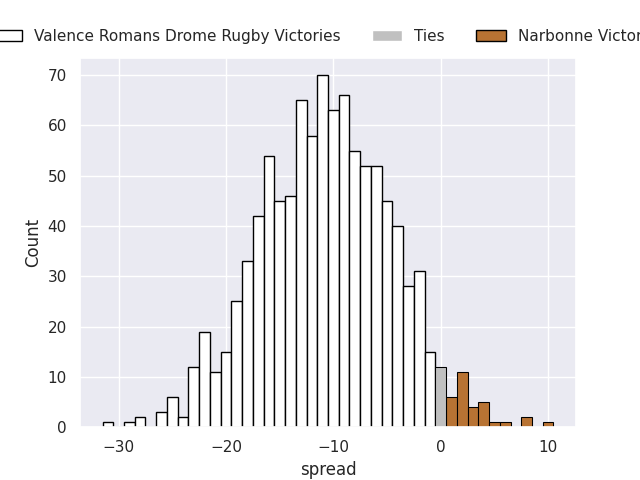 Valence Romans Drome Rugby Victories Ties Narbonne Victor
70
60
50
40
30
20
10
0
Count
−30 −20 −10 0 10
spread